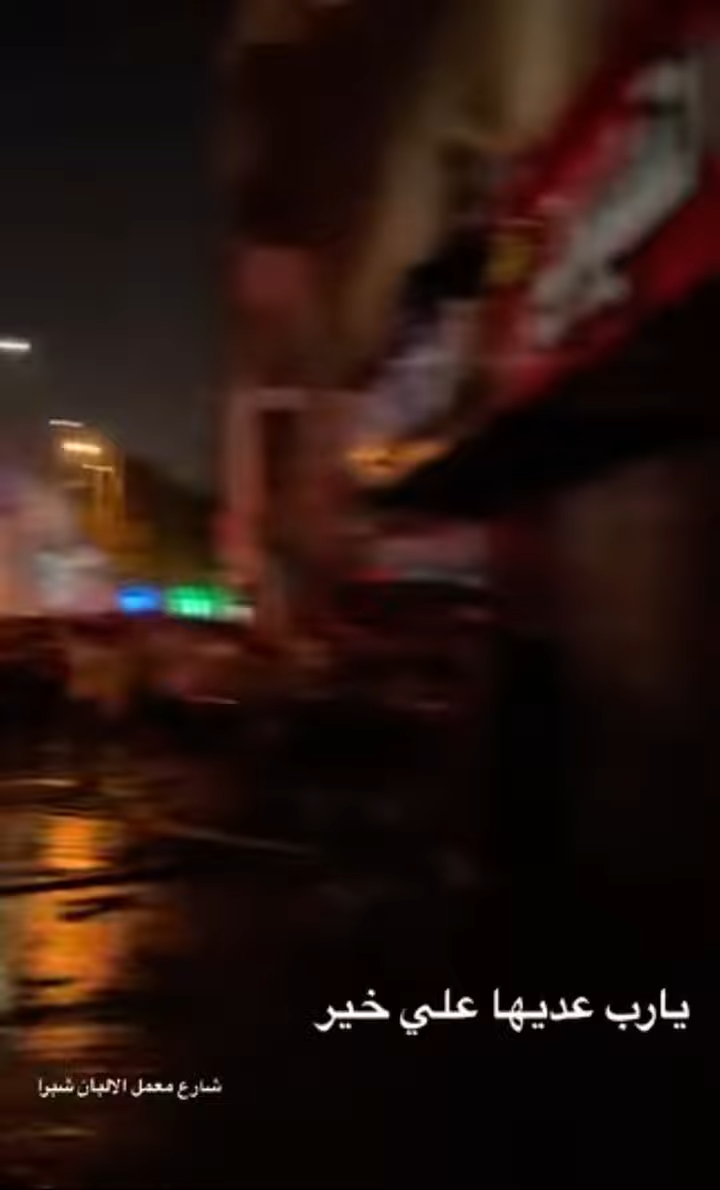 يارب عديها علي خير
شارع معمل الالبان شبرا